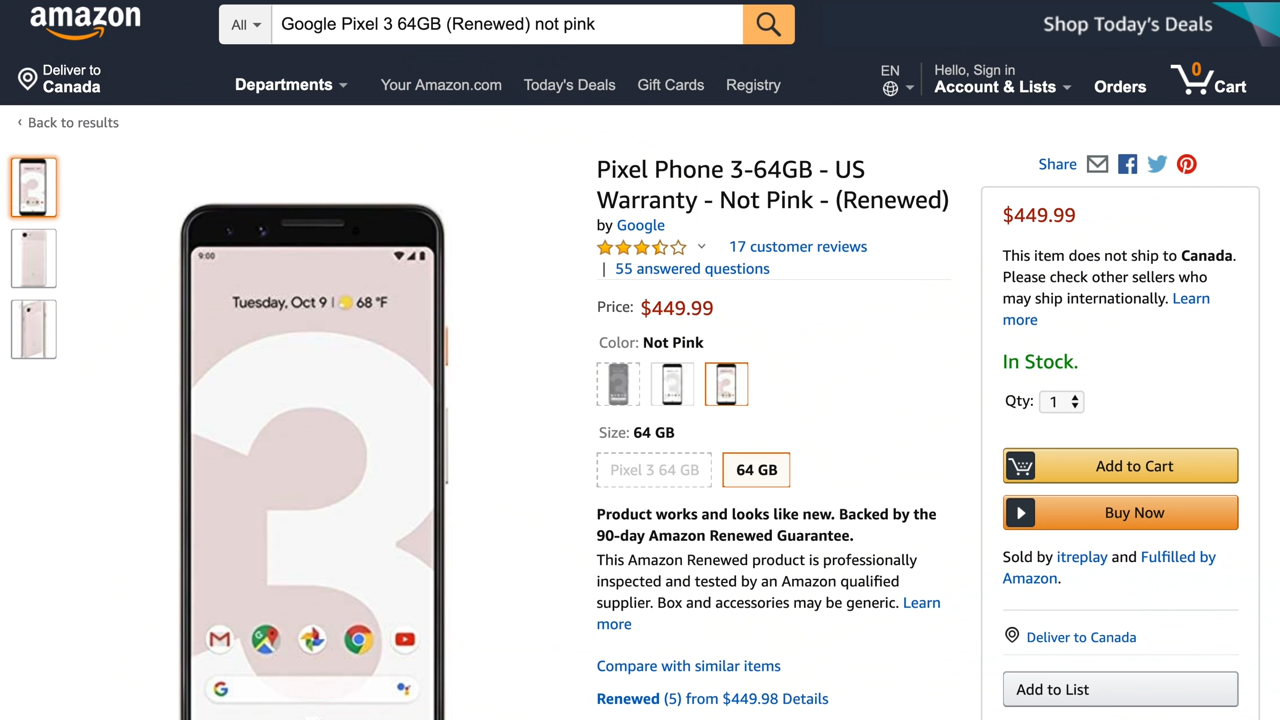 amazon
All
Google Pixel 3 64GB (Renewed) not pink
Shop Today's Deals
Deliver to
Canada
Departments
Your Amazon.com
Today's Deals
Gift Cards
Registry
EN
Hello, Sign in
Account & Lists
Orders
0
Cart
‹ Back to results
9:00
Tuesday, Oct 9 | 68 °F
3
G
Pixel Phone 3-64GB - US
Warranty - Not Pink - (Renewed)
by Google
17 customer reviews
| 55 answered questions
Price: $449.99
Color: Not Pink
Size: 64 GB
Pixel 3 64 GB
64 GB
Product works and looks like new. Backed by the
90-day Amazon Renewed Guarantee.
This Amazon Renewed product is professionally
inspected and tested by an Amazon qualified
supplier. Box and accessories may be generic. Learn
more
Compare with similar items
Renewed (5) from $449.98 Details
Share
$449.99
This item does not ship to Canada.
Please check other sellers who
may ship internationally. Learn
more
In Stock.
Qty: 1
Add to Cart
Buy Now
Sold by itreplay and Fulfilled by
Amazon.
Deliver to Canada
Add to List